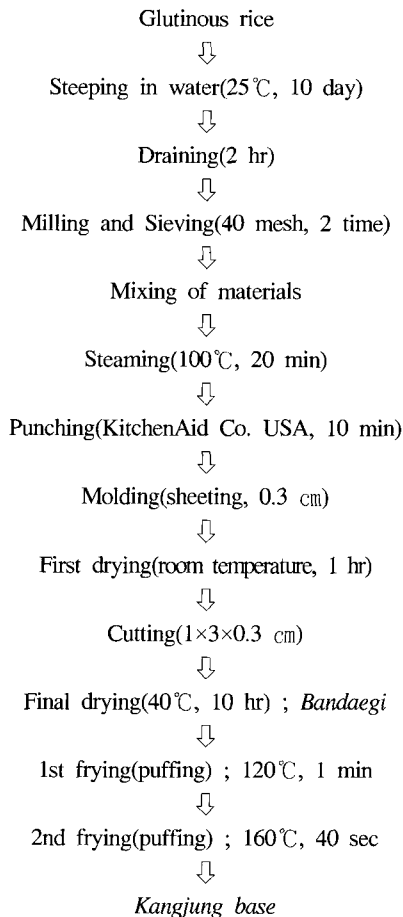 Glutinous rice
⇩
Steeping in water(25℃, 10 day)
⇩
Draining(2 hr)
⇩
Milling and Sieving(40 mesh, 2 time)
⇩
Mixing of materials
⇩
Steaming(100℃, 20 min)
⇩
Punching(KitchenAid Co. USA, 10 min)
⇩
Molding(sheeting, 0.3 ㎝)
⇩
First drying(room temperature, 1 hr)
⇩
Cutting(1×3×0.3 ㎝)
⇩
Final drying(40℃, 10 hr) ; Bandaegi
⇩
1st frying(puffing) ; 120℃, 1 min
⇩
2nd frying(puffing) ; 160℃, 40 sec
⇩
Kangjung base